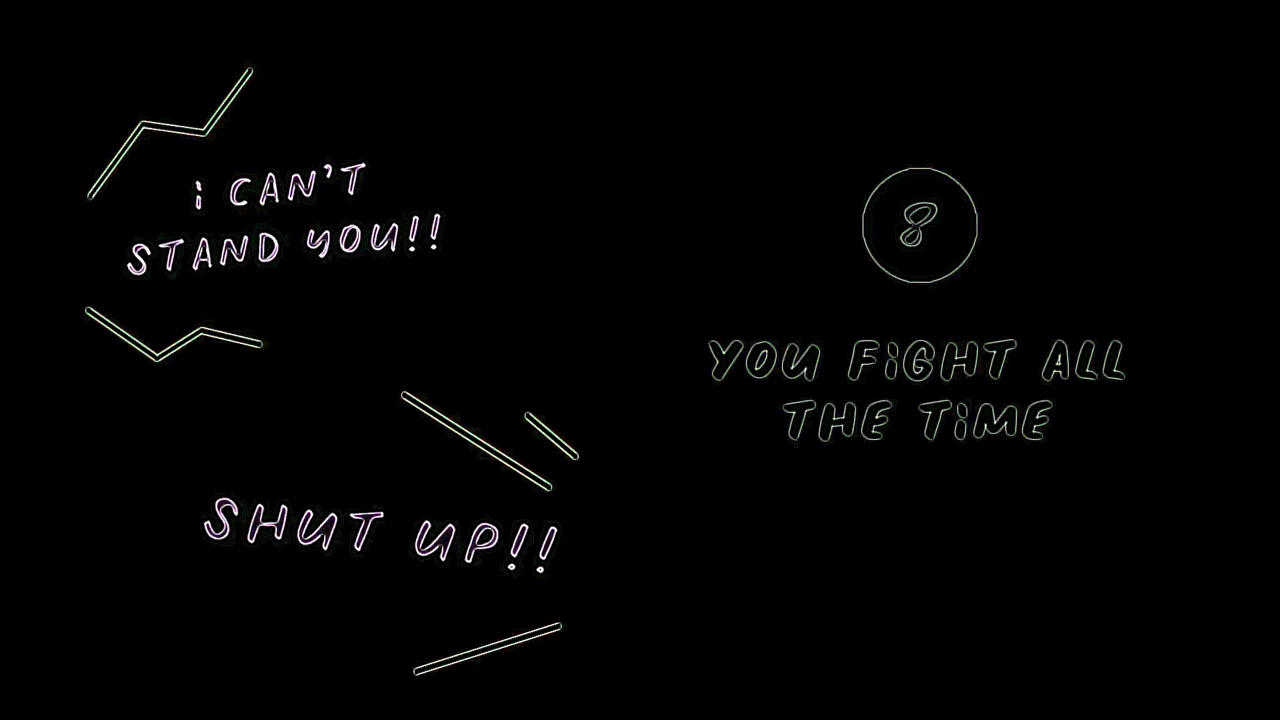 i CAN'T
STAND YOU!!
SHUT UP!!
8
YOU FiGHT ALL
THE TiME